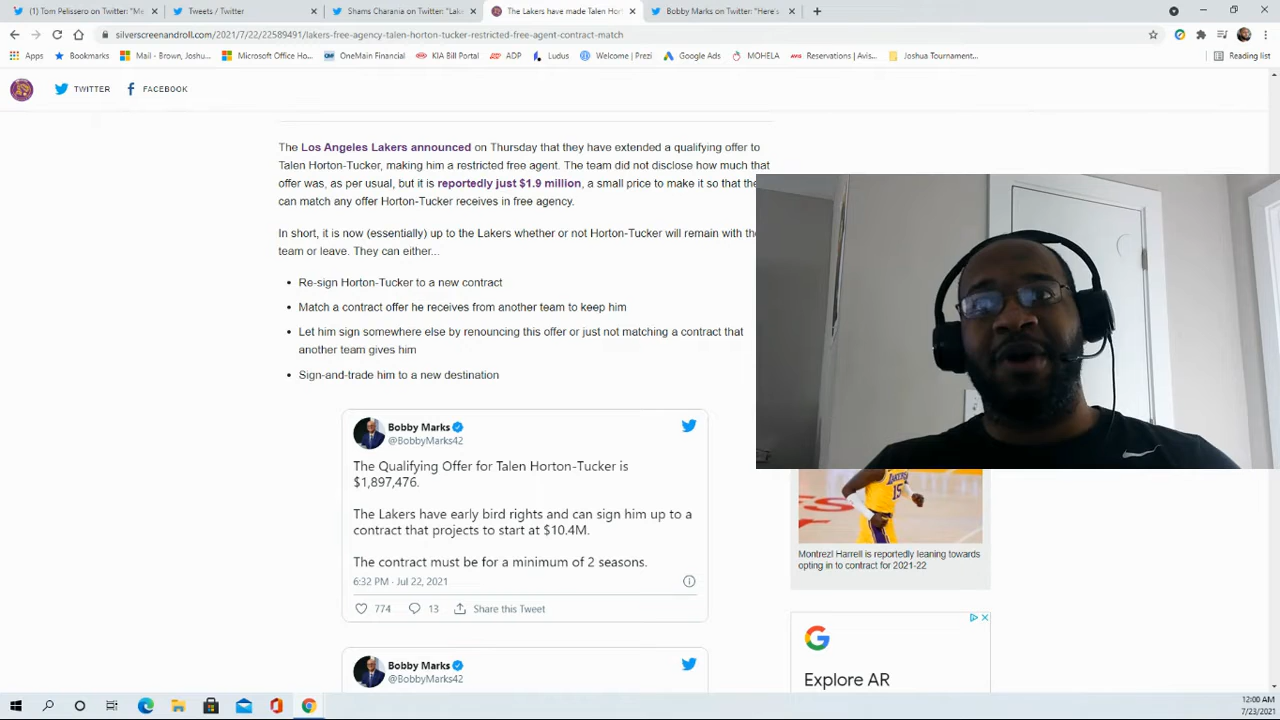 (1) Tom Pelissero on Twitter: "Me
Tweets / Twitter
Shams Charania on Twitter: "Lake
The Lakers have made Talen Hort
Bobby Marks on Twitter: "Here's
silverscreenandroll.com/2021/7/22/22589491/lakers-free-agency-talen-horton-tucker-restricted-free-agent-contract-match
Apps
Bookmarks
Mail - Brown, Joshu...
Microsoft Office Ho...
OneMain Financial
KIA Bill Portal
ADP
Ludus
Welcome | Prezi
Google Ads
MOHELA
Reservations | Avis...
Joshua Tournament...
Reading list
TWITTER
FACEBOOK
The Los Angeles Lakers announced on Thursday that they have extended a qualifying offer to
Talen Horton-Tucker, making him a restricted free agent. The team did not disclose how much that
offer was, as per usual, but it is reportedly just $1.9 million, a small price to make it so that the
can match any offer Horton-Tucker receives in free agency.
In short, it is now (essentially) up to the Lakers whether or not Horton-Tucker will remain with the
team or leave. They can either...
• Re-sign Horton-Tucker to a new contract
• Match a contract offer he receives from another team to keep him
• Let him sign somewhere else by renouncing this offer or just not matching a contract that
another team gives him
• Sign-and-trade him to a new destination
Bobby Marks
@BobbyMarks42
The Qualifying Offer for Talen Horton-Tucker is
$1,897,476.
The Lakers have early bird rights and can sign him up to a
contract that projects to start at $10.4M.
The contract must be for a minimum of 2 seasons.
6:32 PM · Jul 22, 2021
774
13
Share this Tweet
Bobby Marks
@BobbyMarks42
LAKERS
15
Montrezl Harrell is reportedly leaning towards
opting in to contract for 2021-22
Explore AR
12:00 AM
7/23/2021